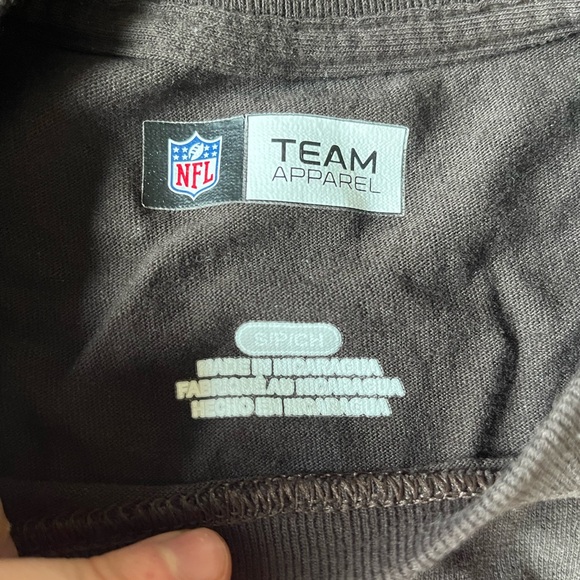 NFL
TEAM
APPAREL
S/P/CH
MADE IN NICARAGUA
FABRIQUÉ AU NICARAGUA
HECHO EN NICARAGUA